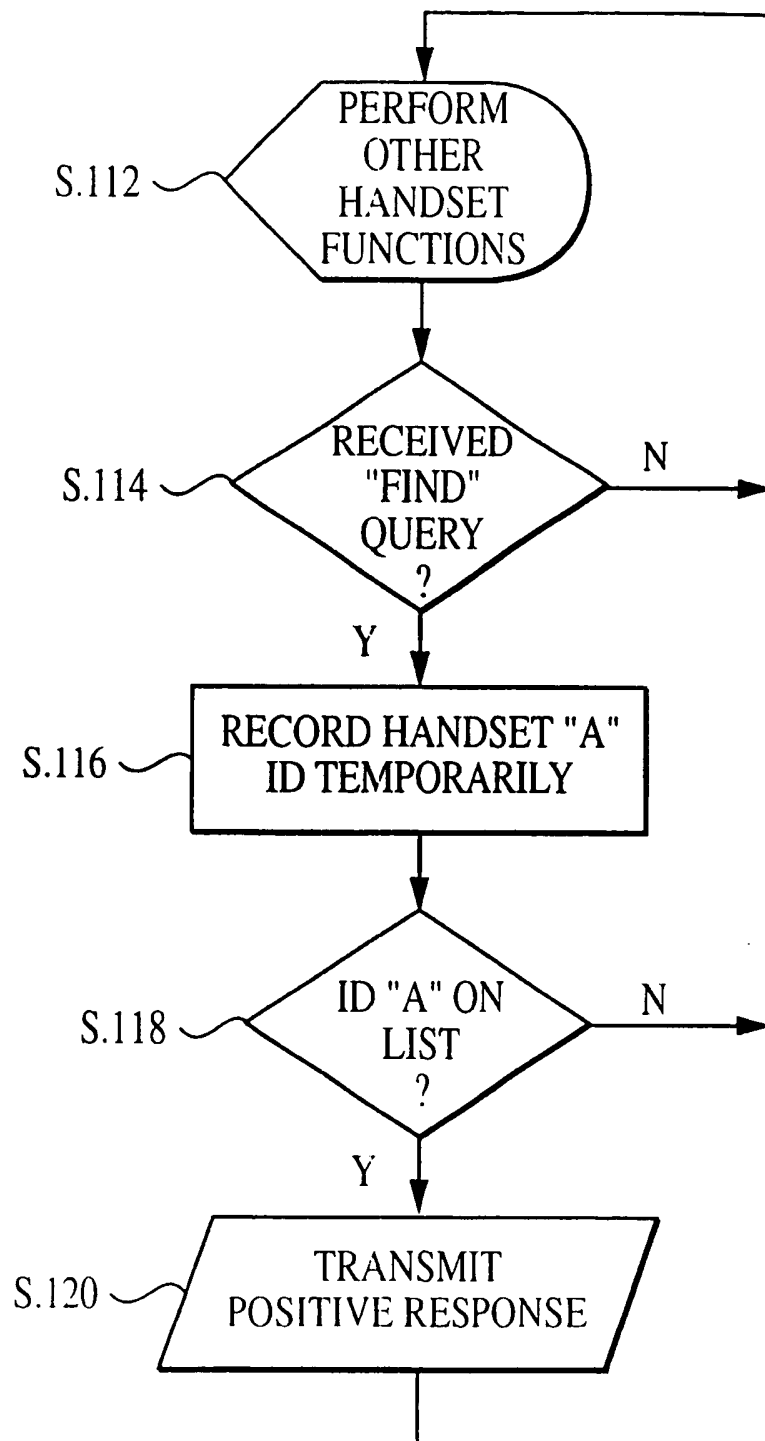 PERFORM
OTHER
HANDSET
FUNCTIONS
S.112
RECEIVED
"FIND"
QUERY
?
S.114
N
Y
RECORD HANDSET "A"
ID TEMPORARILY
S.116
ID "A" ON
LIST
?
S.118
N
Y
TRANSMIT
POSITIVE RESPONSE
S.120